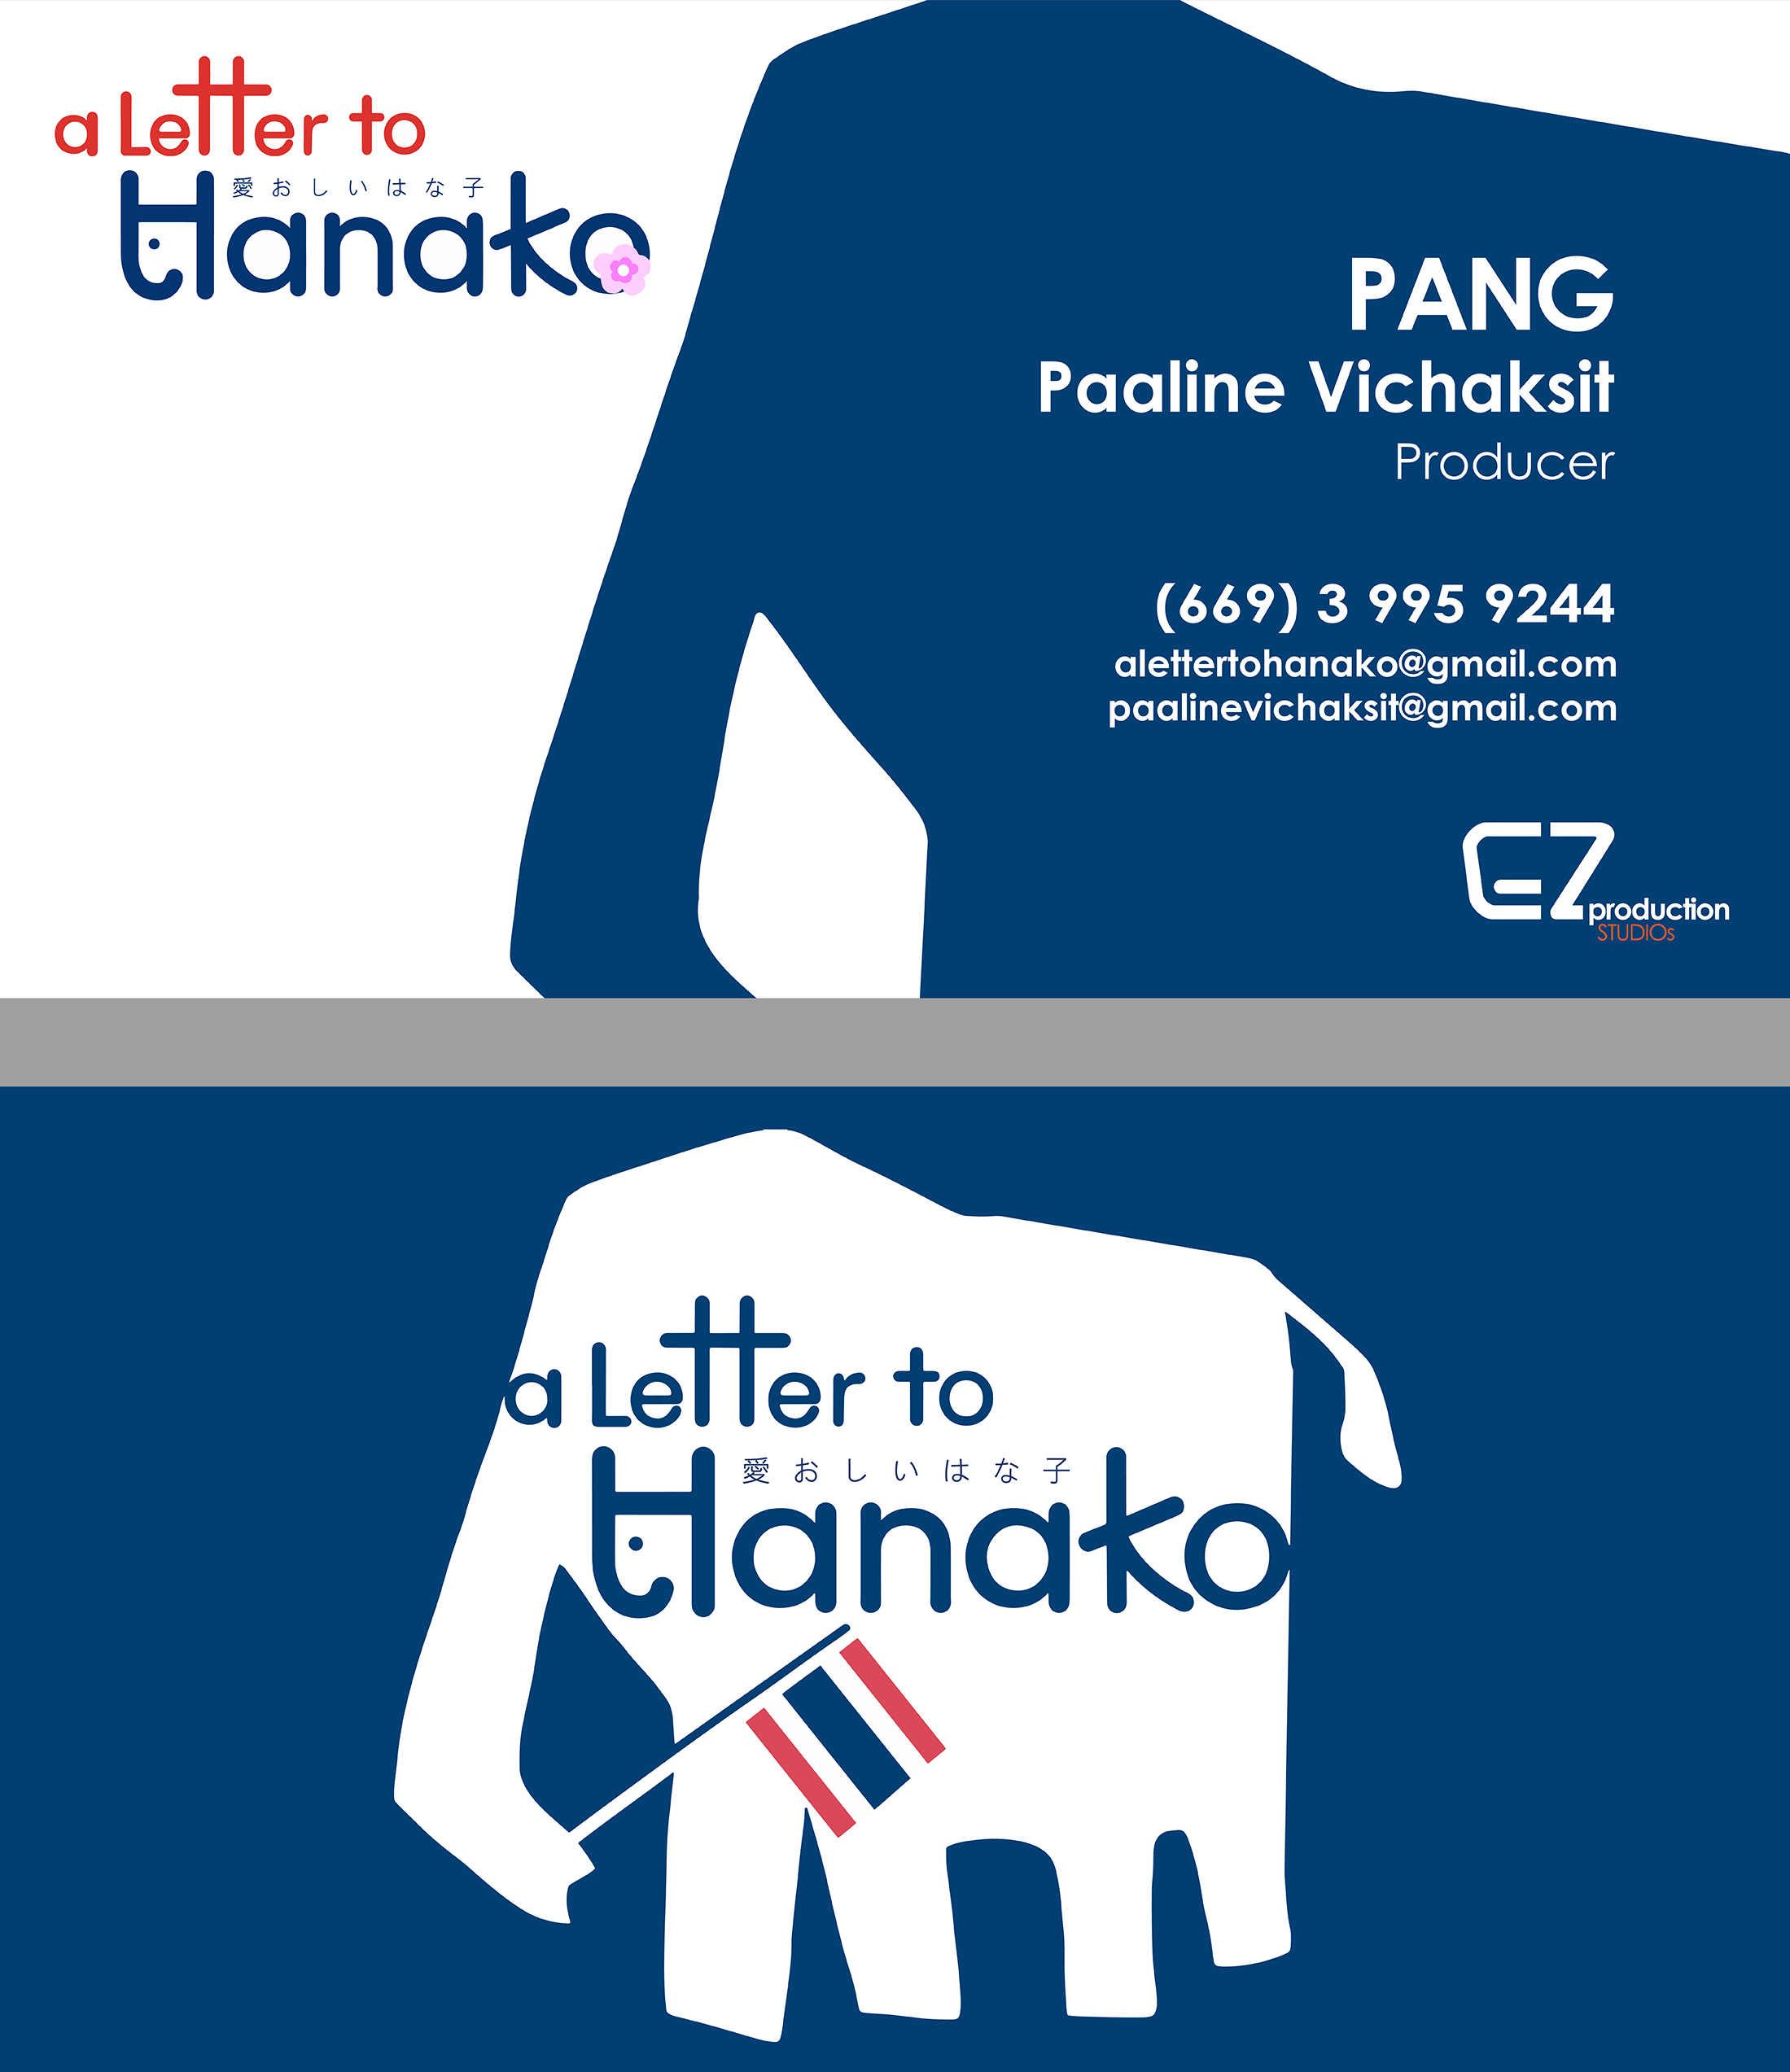 a Letter to
愛おしいはな子
Hanako
PANG
Paaline Vichaksit
Producer
(669) 3 995 9244
alettertohanako@gmail.com
paalinevichaksit@gmail.com
EZ production
STUDIOs
a Letter to
愛おしいはな子
Hanako